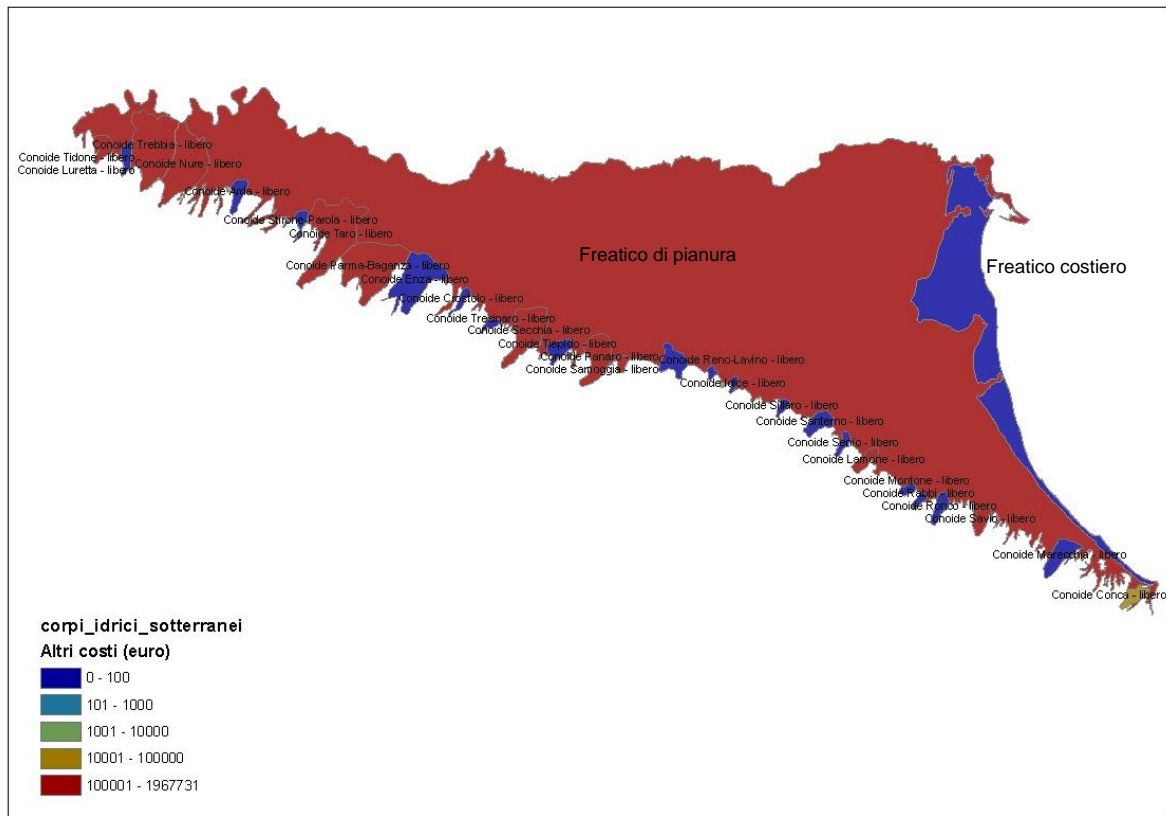 Conoide Trebbia - libero
Conoide Tidone - libero
Conoide Nure - libero
Conoide Luretta - libero
Conoide Arda - libero
Conoide Stirone-Parola - libero
Conoide Taro - libero
Freatico di pianura
Freatico costiero
Conoide Parma-Baganza - libero
Conoide Enza - libero
Conoide Crostolo - libero
Conoide Tresinaro - libero
Conoide Secchia - libero
Conoide Tiepido - libero
Conoide Panaro - libero
Conoide Reno-Lavino - libero
Conoide Samoggia - libero
Conoide Idice - libero
Conoide Sillaro - libero
Conoide Santerno - libero
Conoide Senio - libero
Conoide Lamone - libero
Conoide Montone - libero
Conoide Rabbi - libero
Conoide Ronco - libero
Conoide Savio - libero
Conoide Marecchia - libero
Conoide Conca - libero
corpi_idrici_sotterranei
Altri costi (euro)
0 - 100
101 - 1000
1001 - 10000
10001 - 100000
100001 - 1967731